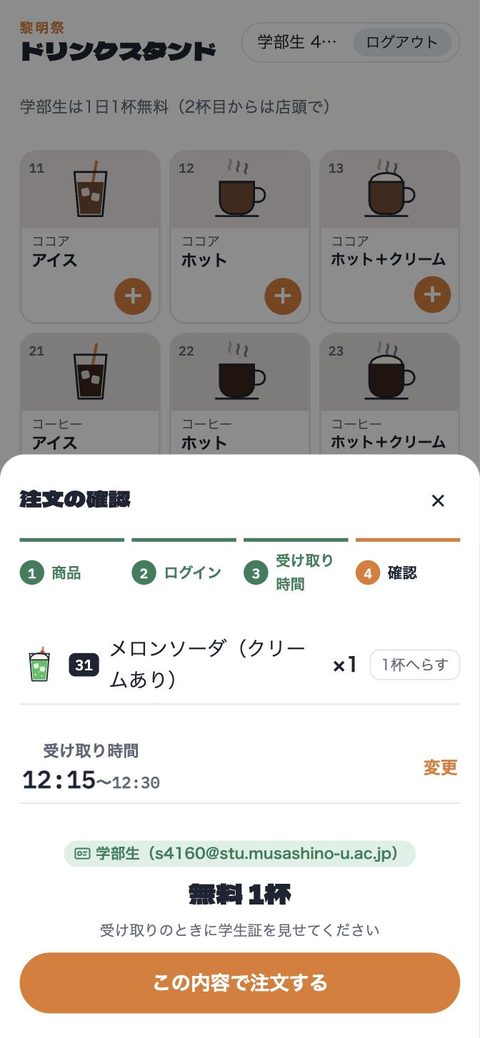 黎明祭
ドリンクスタンド
学部生 4…
ログアウト
学部生は1日1杯無料（2杯目からは店頭で）
11
12
13
ココア
ココア
ココア
アイス
ホット
ホット＋クリーム
21
22
23
コーヒー
コーヒー
コーヒー
アイス
ホット
ホット＋クリーム
注文の確認
×
1 商品
2 ログイン
3 受け取り
時間
4 確認
31
メロンソーダ（クリー
ムあり）
×1
1杯へらす
受け取り時間
12:15〜12:30
変更
学部生（s4160@stu.musashino-u.ac.jp）
無料 1杯
受け取りのときに学生証を見せてください
この内容で注文する